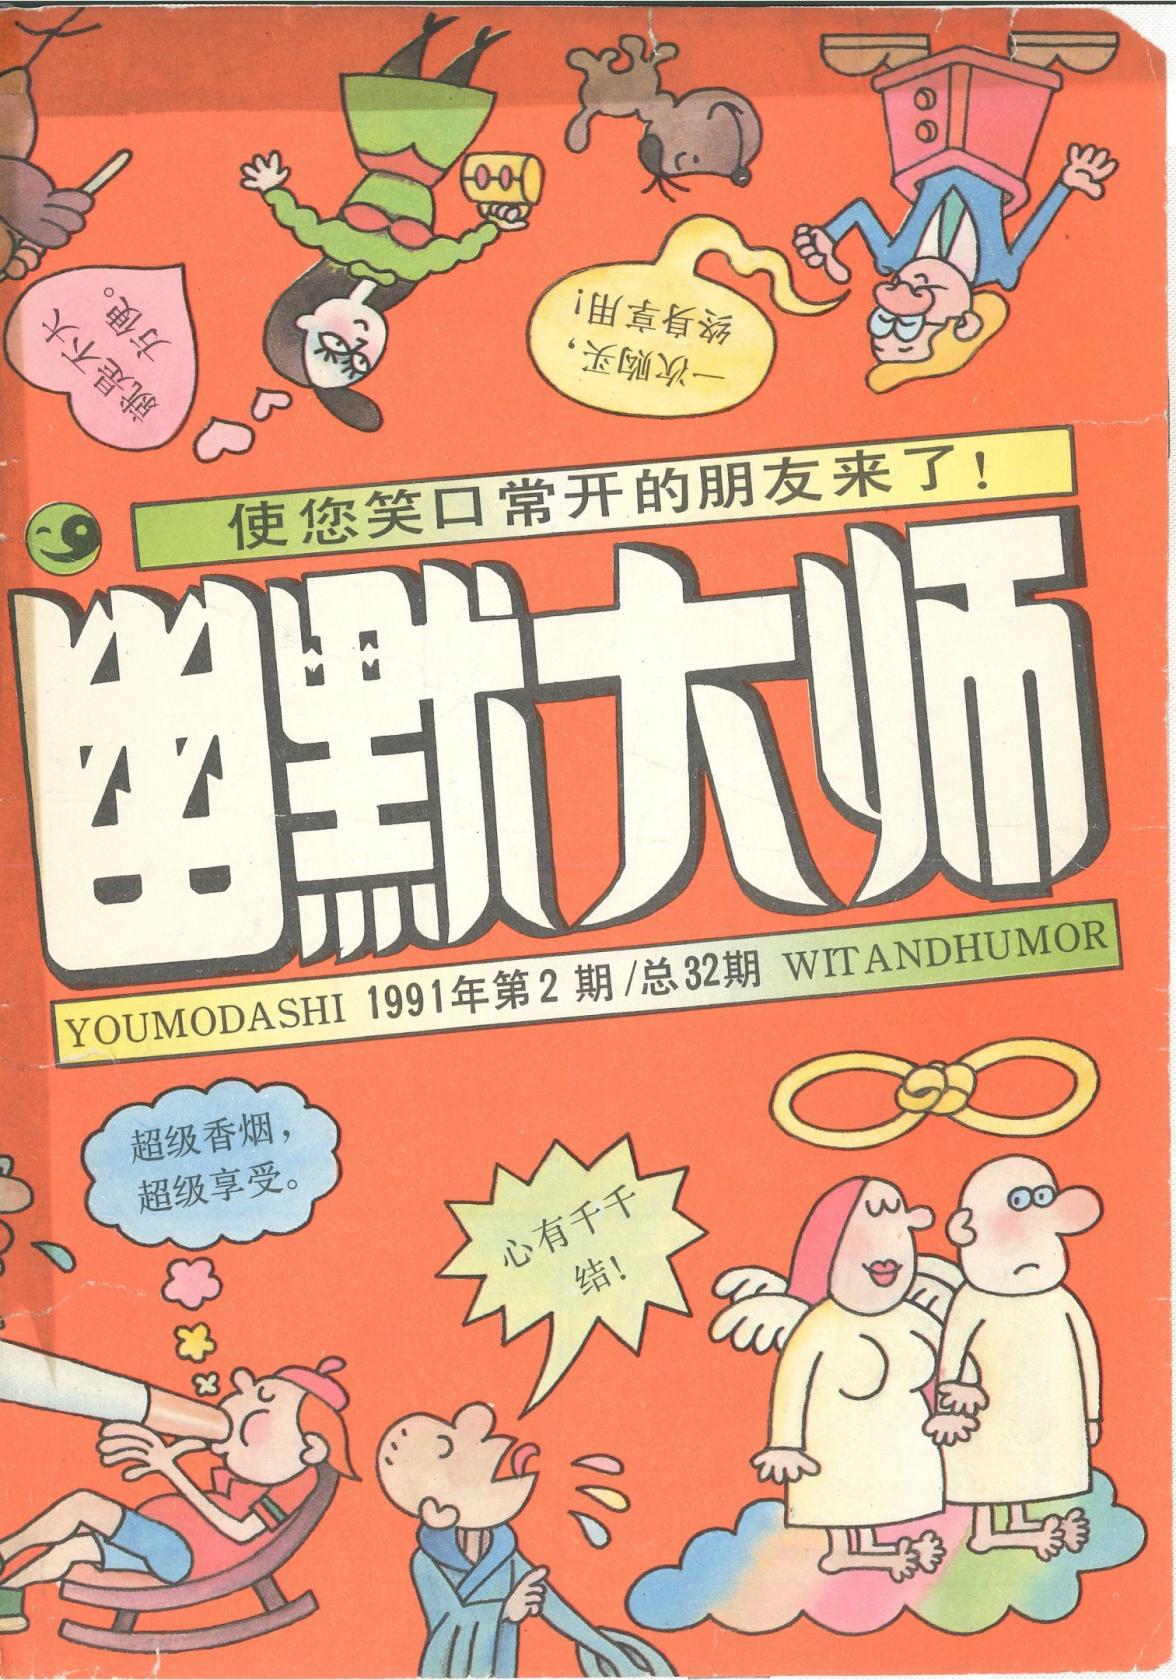 就是不大
方便。
一次购买，
终身享用！
使您笑口常开的朋友来了！
幽默大师
YOUMODASHI 1991年第2期/总32期 WITANDHUMOR
超级香烟，
超级享受。
心有千千
结！